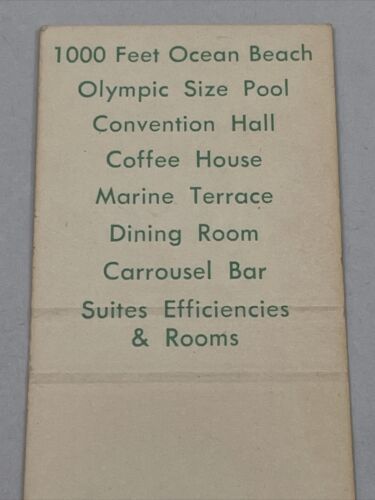 1000 Feet Ocean Beach
Olympic Size Pool
Convention Hall
Coffee House
Marine Terrace
Dining Room
Carrousel Bar
Suites Efficiencies
& Rooms